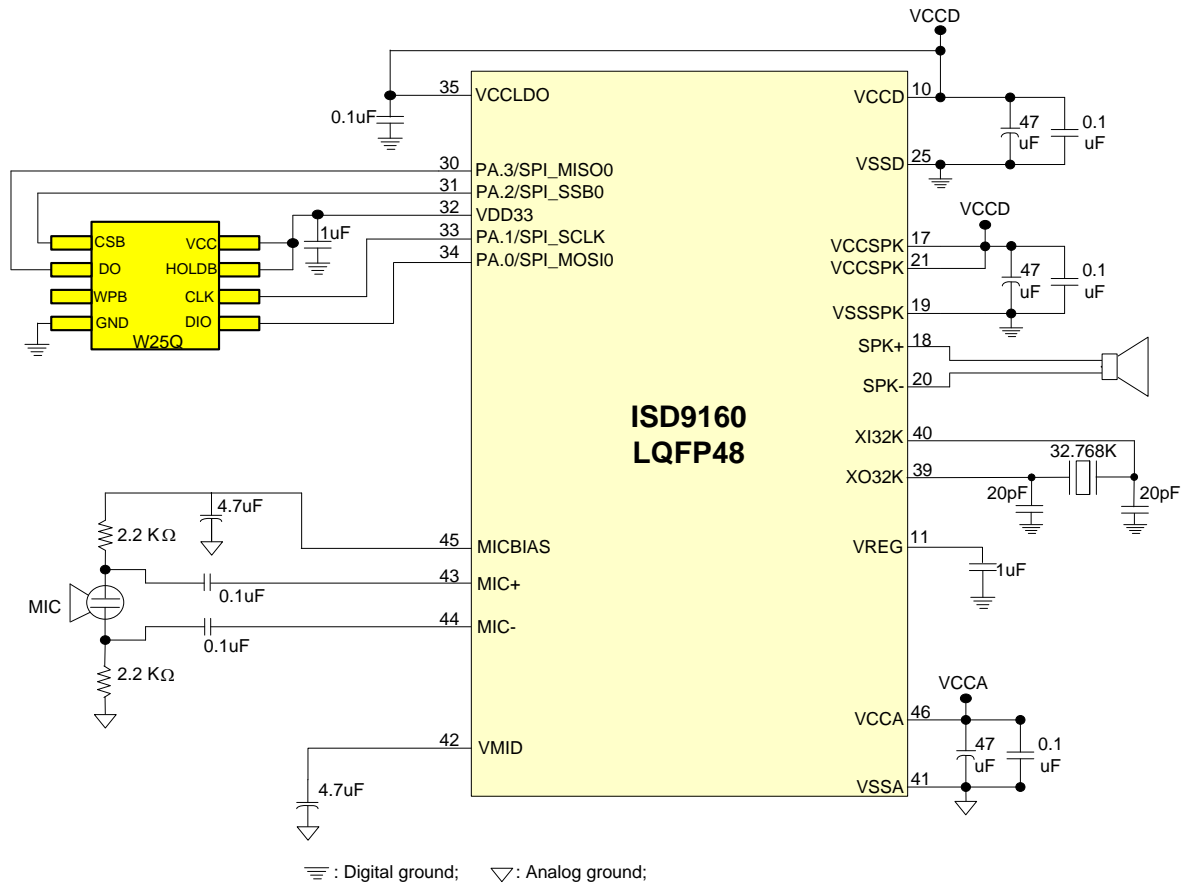 VCCD
35
VCCLDO
0.1uF
VCCD
10
47
uF
0.1
uF
VSSD
25
30
PA.3/SPI_MISO0
31
PA.2/SPI_SSB0
32
VDD33
33
PA.1/SPI_SCLK
34
PA.0/SPI_MOSI0
1uF
CSB
VCC
DO
HOLDB
WPB
CLK
GND
DIO
W25Q
VCCD
VCCSPK
17
VCCSPK
21
47
uF
0.1
uF
VSSSPK
19
SPK+
18
SPK-
20
ISD9160
LQFP48
XI32K
40
32.768K
XO32K
39
20pF
20pF
VREG
11
1uF
4.7uF
2.2 KΩ
45
MICBIAS
43
MIC+
0.1uF
MIC
44
MIC-
0.1uF
2.2 KΩ
VCCA
VCCA
46
47
uF
0.1
uF
VSSA
41
42
VMID
4.7uF
: Digital ground;
: Analog ground;